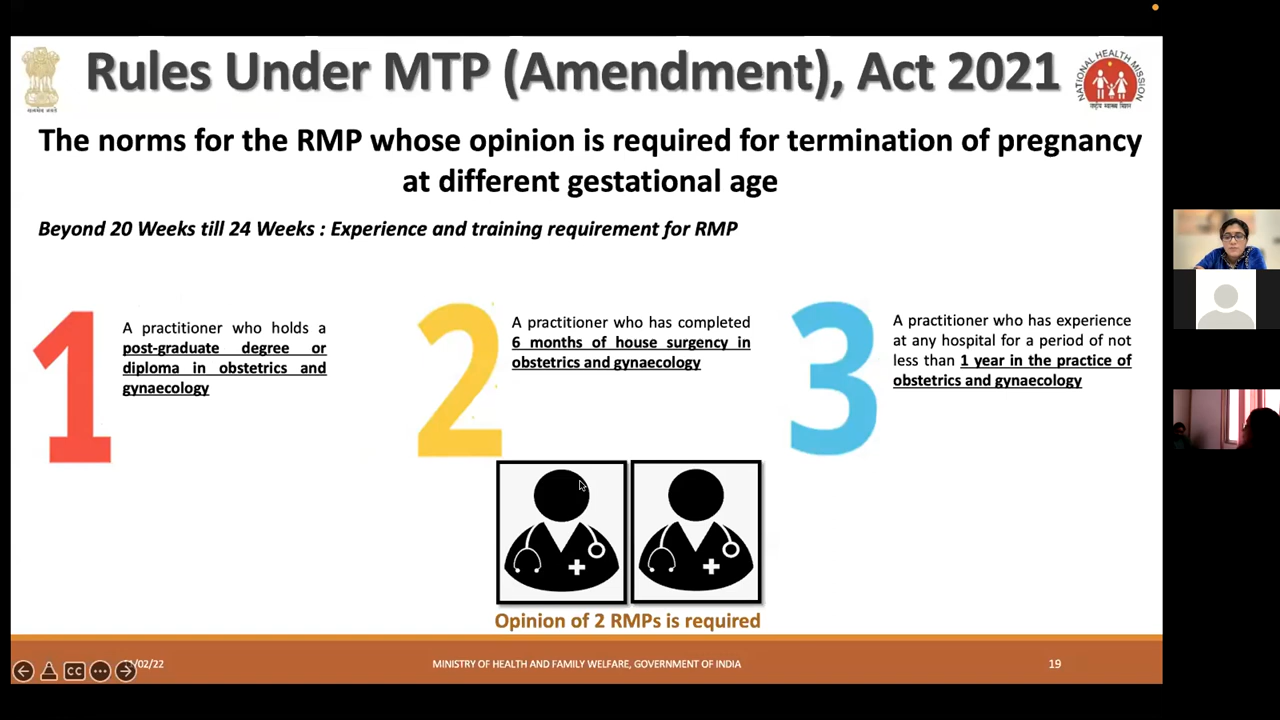 Rules Under MTP (Amendment), Act 2021
NATIONAL HEALTH MISSION
The norms for the RMP whose opinion is required for termination of pregnancy
at different gestational age
Beyond 20 Weeks till 24 Weeks : Experience and training requirement for RMP
1
A practitioner who holds a
post-graduate degree or
diploma in obstetrics and
gynaecology
2
A practitioner who has completed
6 months of house surgency in
obstetrics and gynaecology
3
A practitioner who has experience
at any hospital for a period of not
less than 1 year in the practice of
obstetrics and gynaecology
Opinion of 2 RMPs is required
/02/22
MINISTRY OF HEALTH AND FAMILY WELFARE, GOVERNMENT OF INDIA
19
CC